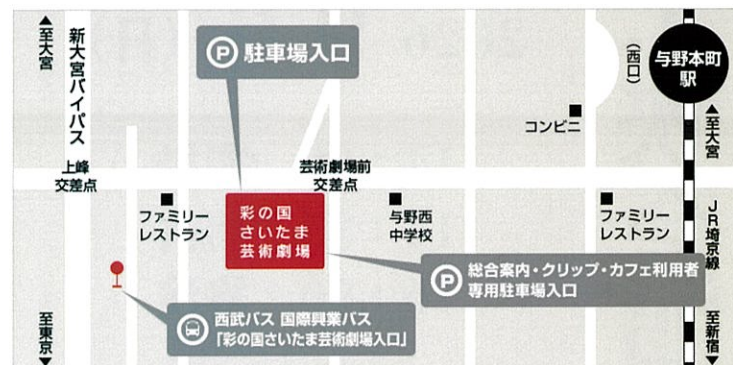 ▲至大宮
新大宮バイパス
Ⓟ 駐車場入口
(西口)
与野本町
駅
コンビニ
▲至大宮
上峰
交差点
芸術劇場前
交差点
ファミリー
レストラン
彩の国
さいたま
芸術劇場
与野西
中学校
ファミリー
レストラン
JR埼京線
Ⓟ 総合案内・クリップ・カフェ利用者
専用駐車場入口
西武バス 国際興業バス
「彩の国さいたま芸術劇場入口」
至東京▼
至新宿▼